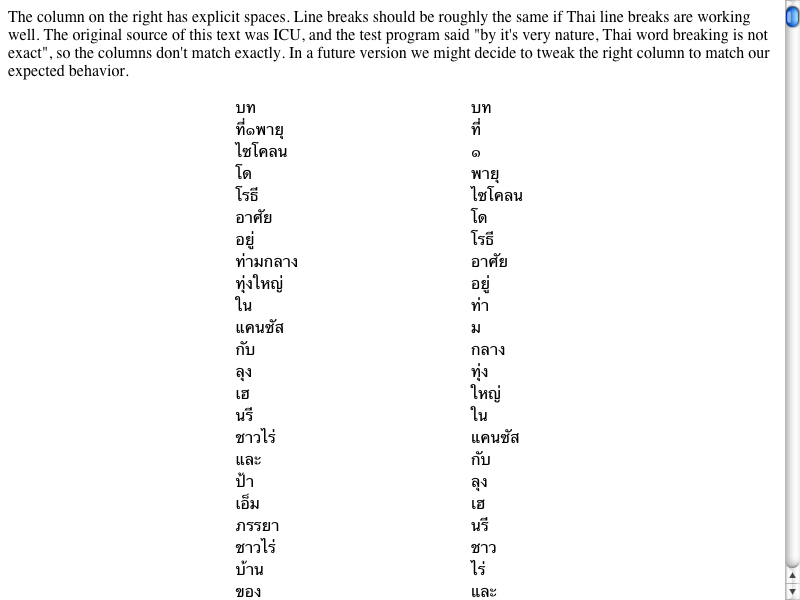 The column on the right has explicit spaces. Line breaks should be roughly the same if Thai line breaks are working
well. The original source of this text was ICU, and the test program said "by it's very nature, Thai word breaking is not
exact", so the columns don't match exactly. In a future version we might decide to tweak the right column to match our
expected behavior.
บท
ที่๑พายุ
ไซโคลน
โด
โรธี
อาศัย
อยู่
ท่ามกลาง
ทุ่งใหญ่
ใน
แคนซัส
กับ
ลุง
เฮ
นรี
ชาวไร่
และ
ป้า
เอ็ม
ภรรยา
ชาวไร่
บ้าน
ของ
บท
ที่
๑
พายุ
ไซโคลน
โด
โรธี
อาศัย
อยู่
ท่า
ม
กลาง
ทุ่ง
ใหญ่
ใน
แคนซัส
กับ
ลุง
เฮ
นรี
ชาว
ไร่
และ